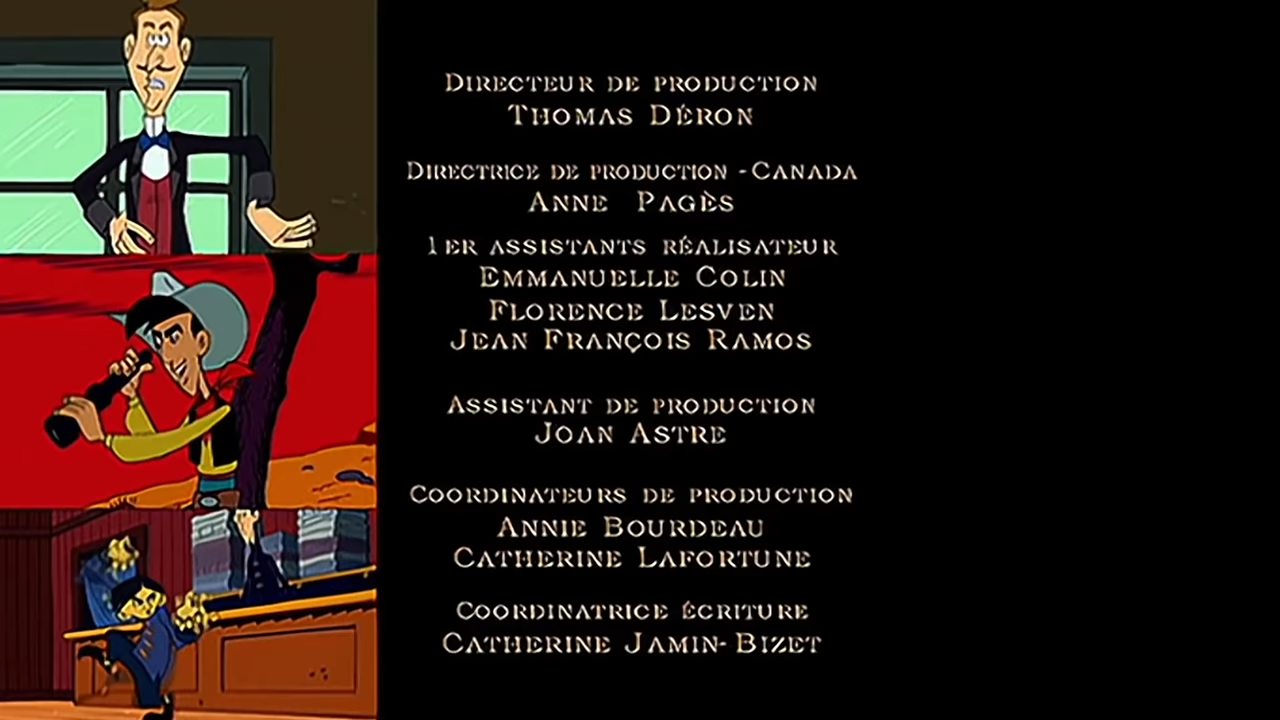 Directeur de production
Thomas Déron
Directrice de production -Canada
Anne Pagès
1er assistants réalisateur
Emmanuelle Colin
Florence Lesven
Jean François Ramos
Assistant de production
Joan Astre
Coordinateurs de production
Annie Bourdeau
Catherine Lafortune
Coordinatrice écriture
Catherine Jamin-Bizet